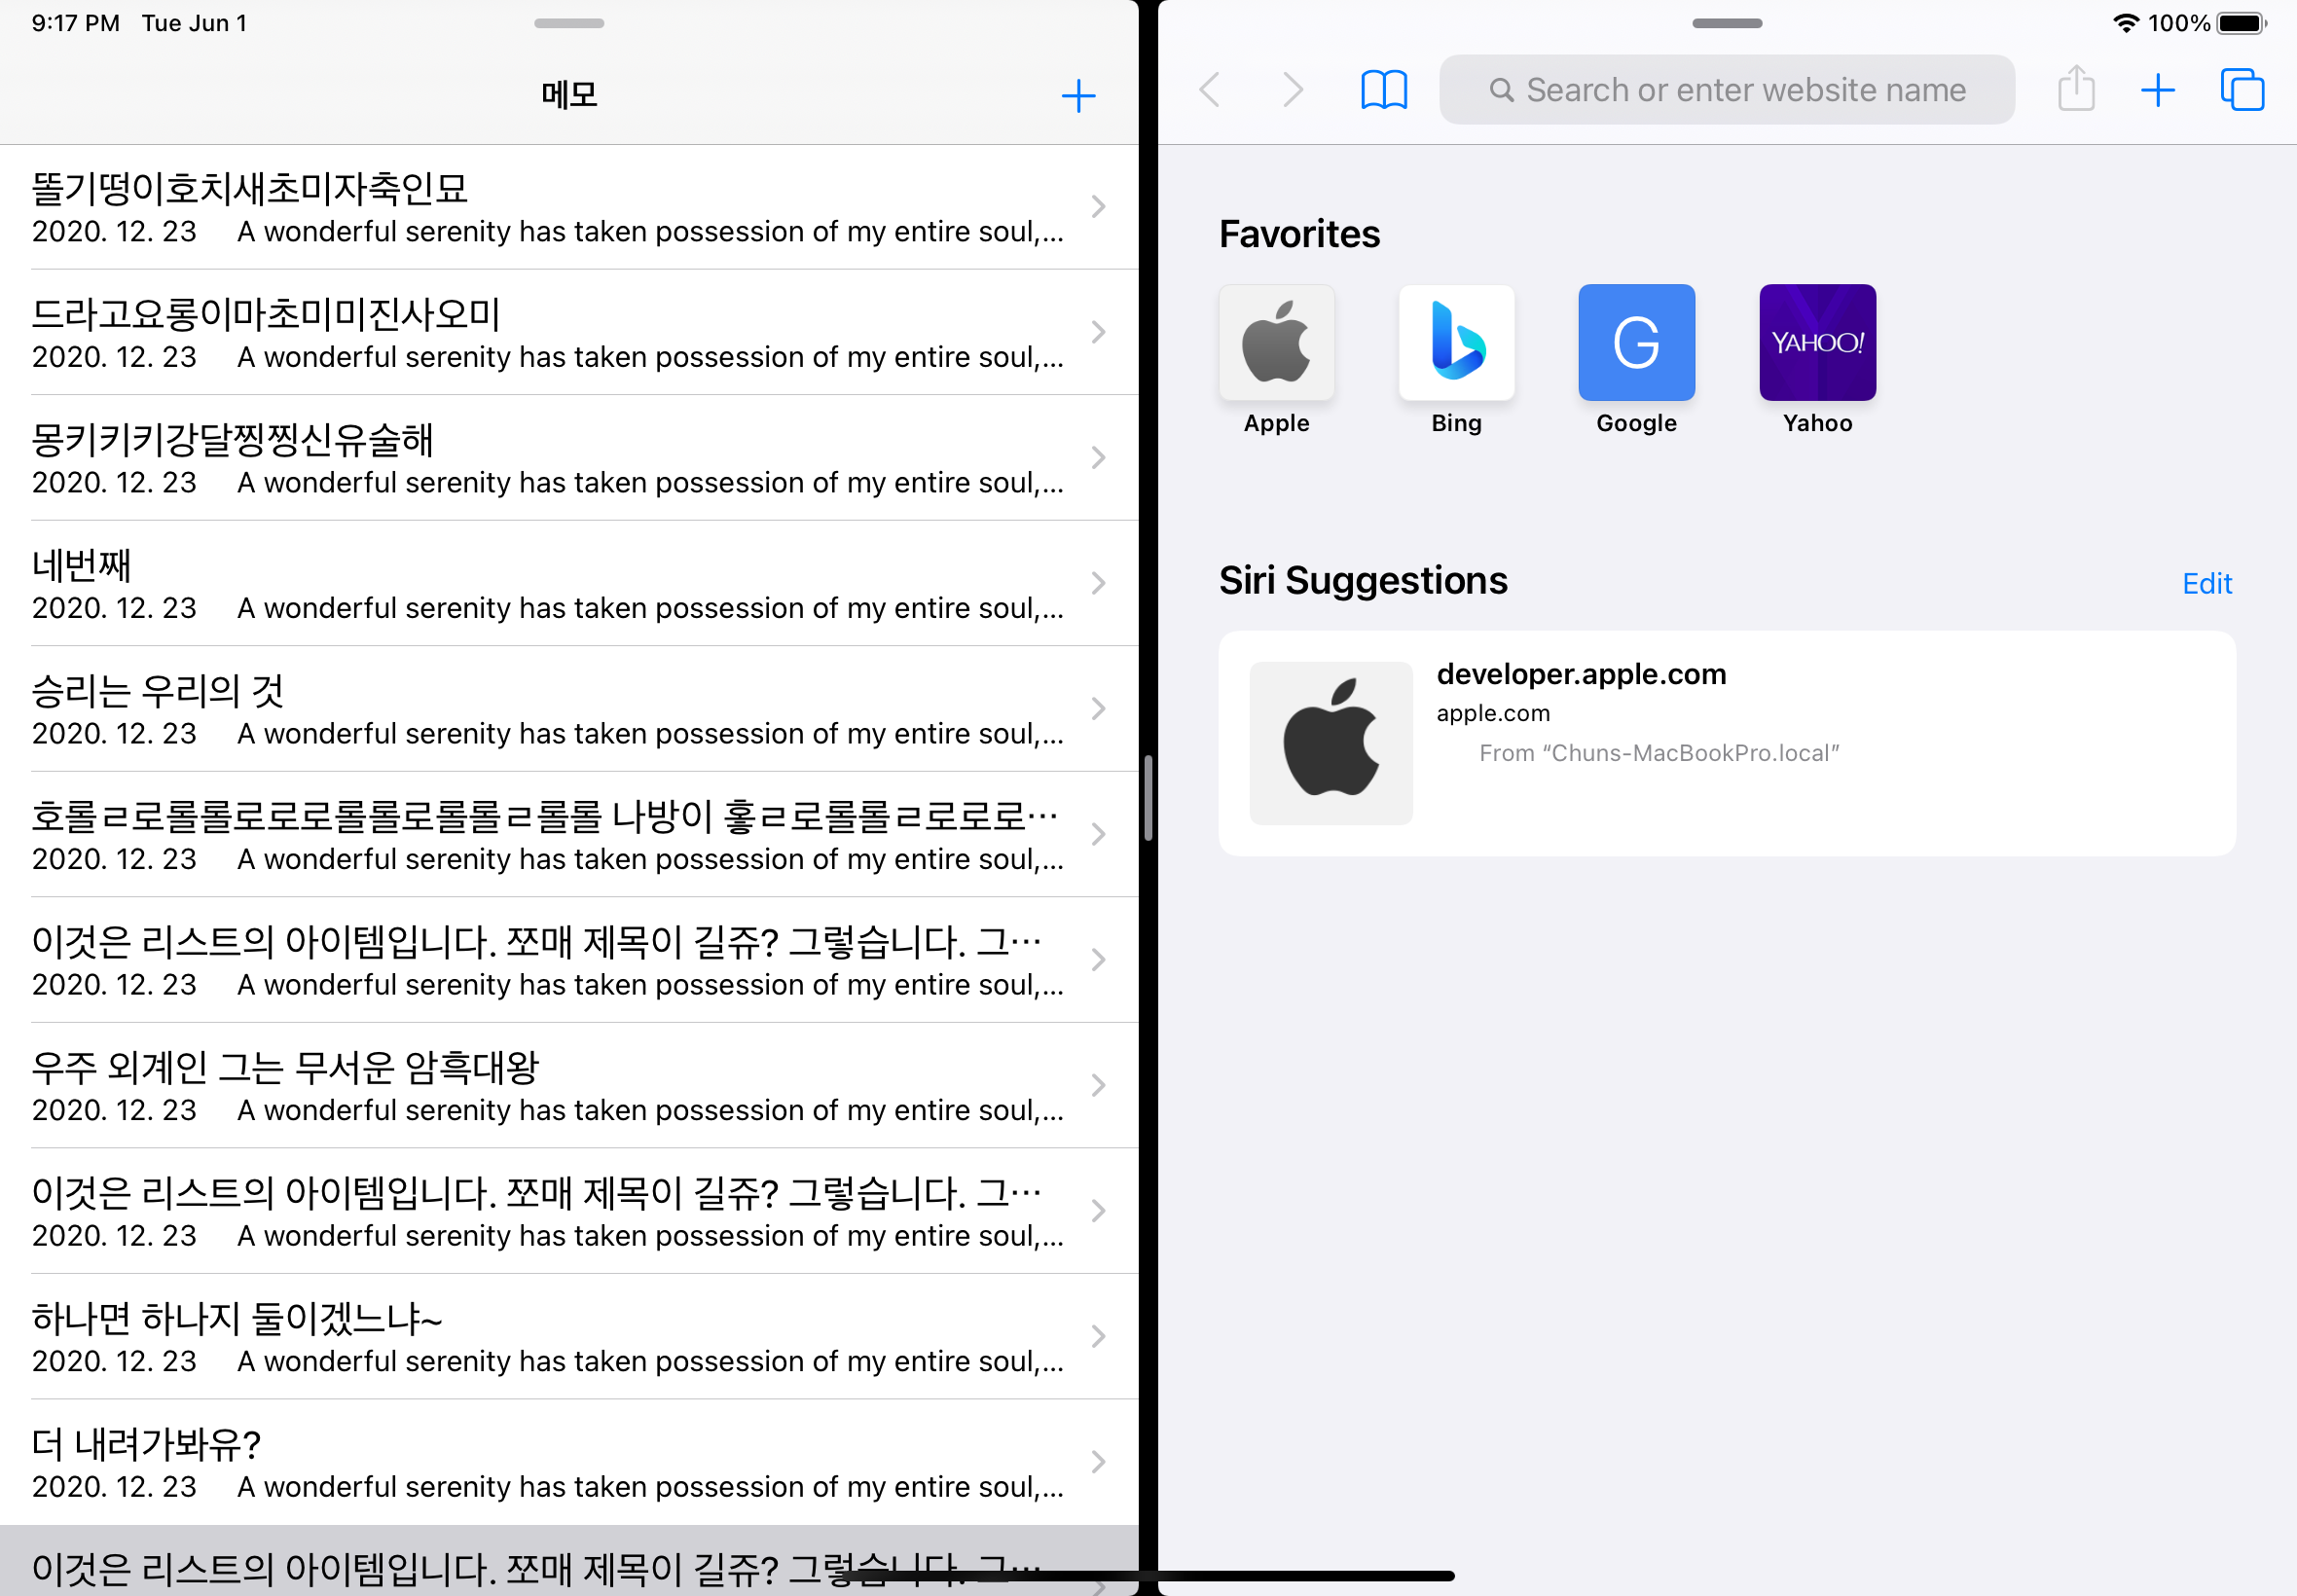 9:17 PM Tue Jun 1
메모
똘기떵이호치새초미자축인묘
2020. 12. 23 A wonderful serenity has taken possession of my entire soul,...
드라고요롱이마초미미진사오미
2020. 12. 23 A wonderful serenity has taken possession of my entire soul,...
몽키키키강달찡찡신유술해
2020. 12. 23 A wonderful serenity has taken possession of my entire soul,...
네번째
2020. 12. 23 A wonderful serenity has taken possession of my entire soul,...
승리는 우리의 것
2020. 12. 23 A wonderful serenity has taken possession of my entire soul,...
호롤ㄹ로롤롤로로로롤롤로롤롤ㄹ롤롤 나방이 홓ㄹ로롤롤ㄹ로로로…
2020. 12. 23 A wonderful serenity has taken possession of my entire soul,...
이것은 리스트의 아이템입니다. 쪼매 제목이 길쥬? 그렇습니다. 그…
2020. 12. 23 A wonderful serenity has taken possession of my entire soul,...
우주 외계인 그는 무서운 암흑대왕
2020. 12. 23 A wonderful serenity has taken possession of my entire soul,...
이것은 리스트의 아이템입니다. 쪼매 제목이 길쥬? 그렇습니다. 그…
2020. 12. 23 A wonderful serenity has taken possession of my entire soul,...
하나면 하나지 둘이겠느냐~
2020. 12. 23 A wonderful serenity has taken possession of my entire soul,...
더 내려가봐유?
2020. 12. 23 A wonderful serenity has taken possession of my entire soul,...
이것은 리스트의 아이템입니다. 쪼매 제목이 길쥬? 그렇습니다. 그…
100%
Search or enter website name
Favorites
G
YAHOO!
Apple Bing Google Yahoo
Siri Suggestions
Edit
developer.apple.com
apple.com
From “Chuns-MacBookPro.local”